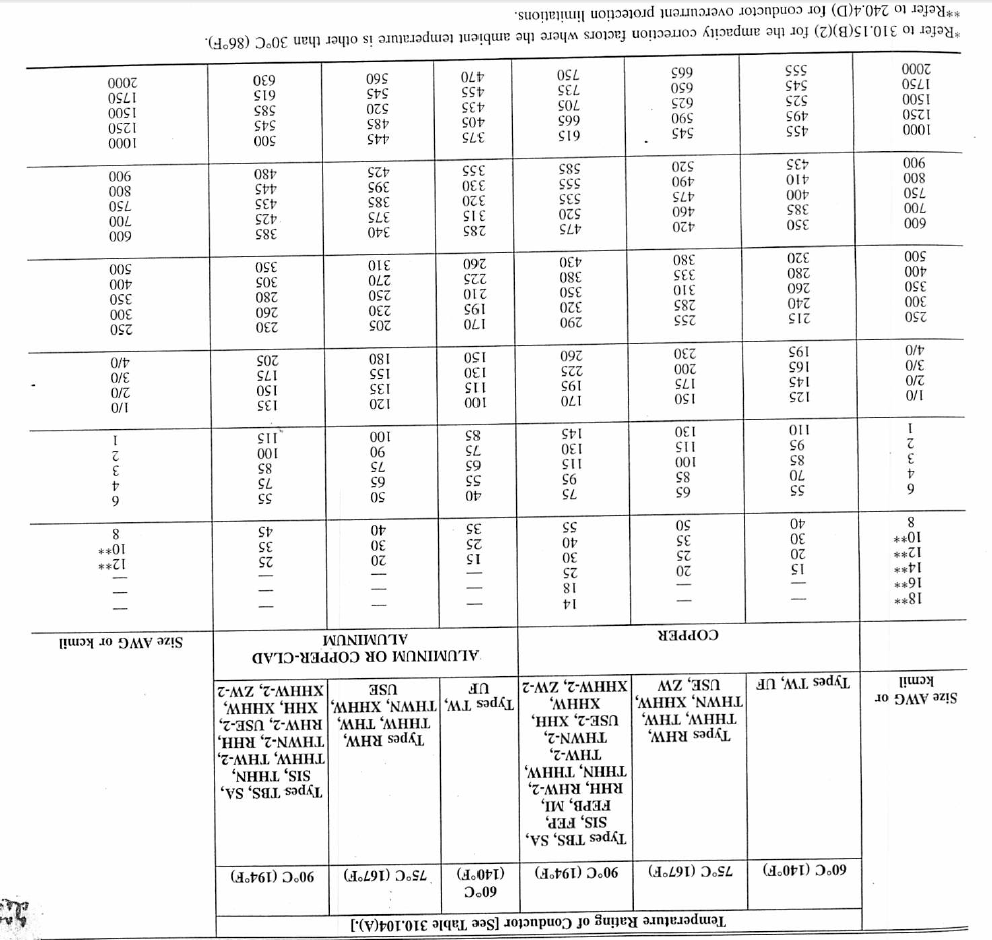 Temperature Rating of Conductor [See Table 310.104(A).]
60°C (140°F) 75°C (167°F) 90°C (194°F) 60°C (140°F) 75°C (167°F) 90°C (194°F)
Size AWG or
kcmil
Types TW, UF
Types RHW,
THHW, THW,
THWN, XHHW,
USE, ZW
Types TBS, SA,
SIS, FEP,
FEPB, MI,
RHH, RHW-2,
THHN, THHW,
THW-2,
THWN-2,
USE-2, XHH,
XHHW,
XHHW-2, ZW-2
Types TW,
UF
Types RHW,
THHW, THW,
THWN, XHHW,
USE
Types TBS, SA,
SIS, THHN,
THHW, THW-2,
THWN-2, RHH,
RHW-2, USE-2,
XHH, XHHW,
XHHW-2, ZW-2
COPPER
ALUMINUM OR COPPER-CLAD
ALUMINUM
Size AWG or kcmil
18** — — 14 — — — —
16** — — 18 — — — —
14** 15 20 25 — — — —
12** 20 25 30 15 20 25 12**
10** 30 35 40 25 30 35 10**
8 40 50 55 35 40 45 8
6 55 65 75 40 50 55 6
4 70 85 95 55 65 75 4
3 85 100 115 65 75 85 3
2 95 115 130 75 90 100 2
1 110 130 145 85 100 115 1
1/0 125 150 170 100 120 135 1/0
2/0 145 175 195 115 135 150 2/0
3/0 165 200 225 130 155 175 3/0
4/0 195 230 260 150 180 205 4/0
250 215 255 290 170 205 230 250
300 240 285 320 195 230 260 300
350 260 310 350 210 250 280 350
400 280 335 380 225 270 305 400
500 320 380 430 260 310 350 500
600 350 420 475 285 340 385 600
700 385 460 520 315 375 425 700
750 400 475 535 320 385 435 750
800 410 490 555 330 395 445 800
900 435 520 585 355 425 480 900
1000 455 545 615 375 445 500 1000
1250 495 590 665 405 485 545 1250
1500 525 625 705 435 520 585 1500
1750 545 650 735 455 545 615 1750
2000 555 665 750 470 560 630 2000
*Refer to 310.15(B)(2) for the ampacity correction factors where the ambient temperature is other than 30°C (86°F).
**Refer to 240.4(D) for conductor overcurrent protection limitations.